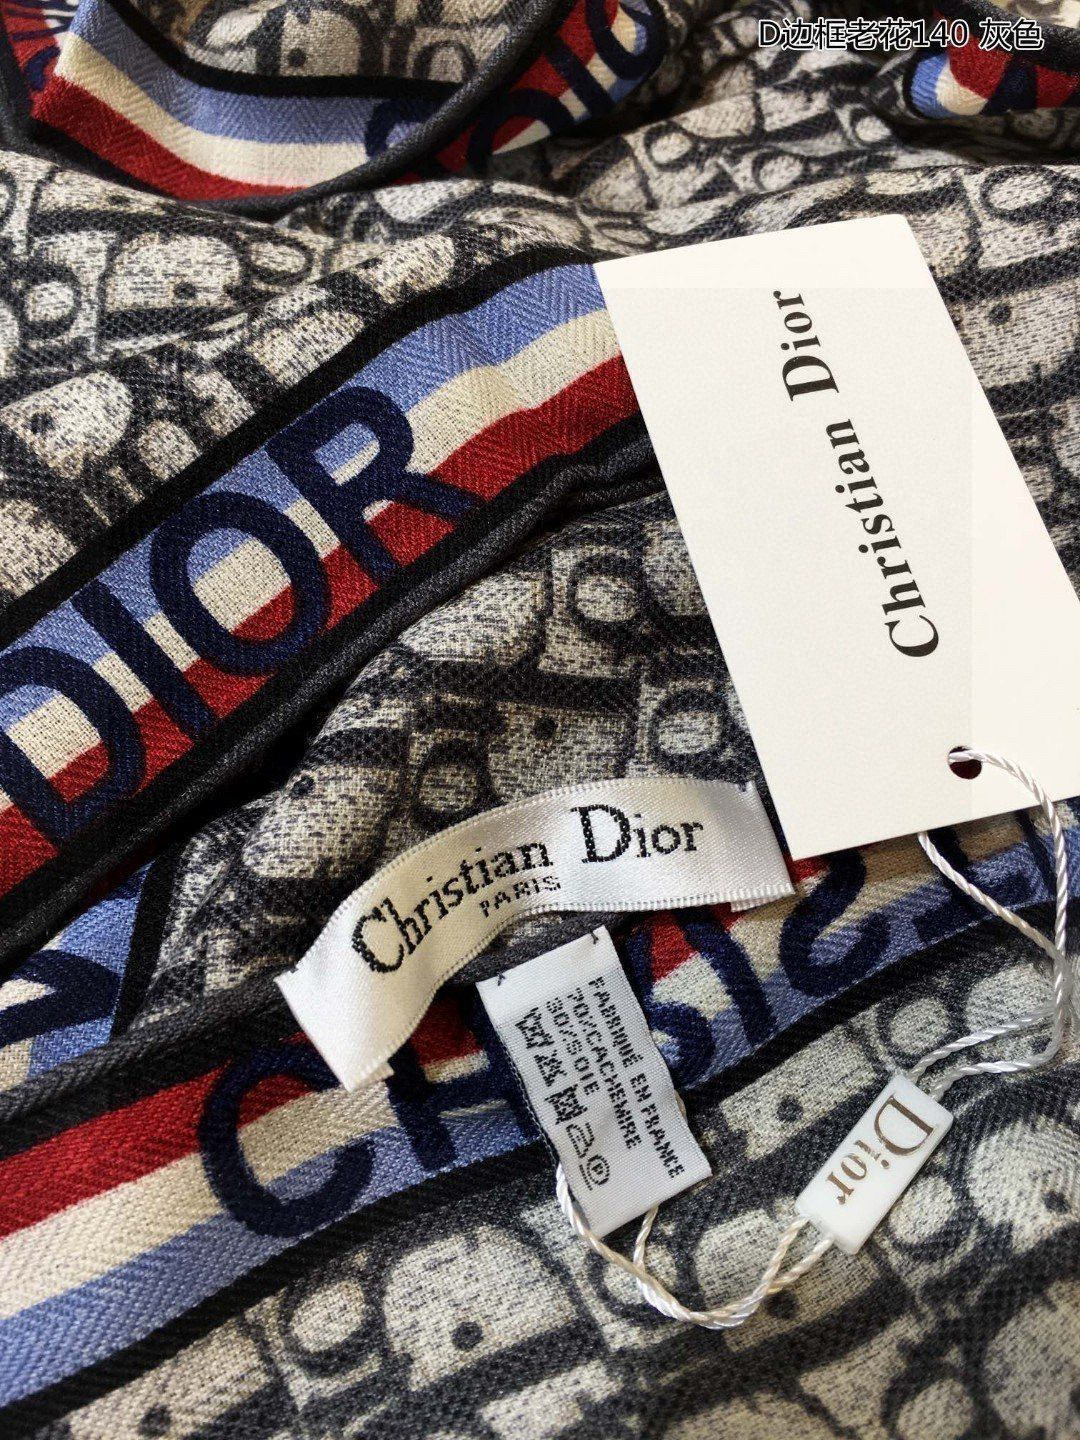 D边框老花140 灰色
DIOR
Christian Dior
Christian Dior
PARIS
CHRIST
FABRIQUÉ EN FRANCE
70%CACHEMIRE
30%SOIE
Dior